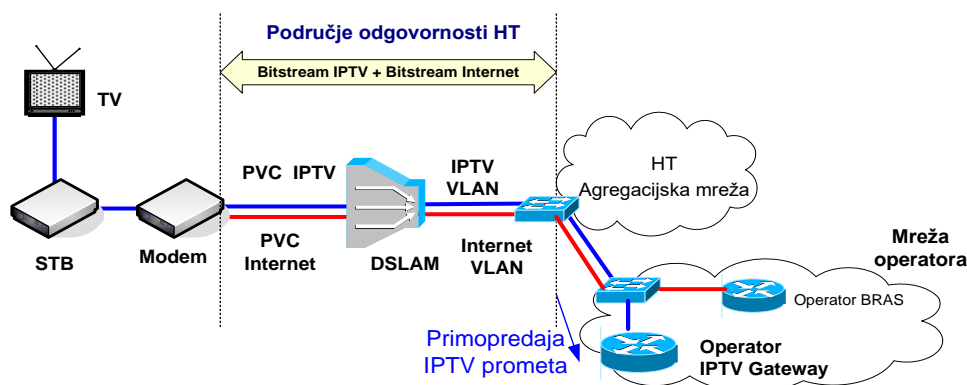 Područje odgovornosti HT
Bitstream IPTV + Bitstream Internet
TV
HT
Agregacijska mreža
PVC IPTV
IPTV
VLAN
STB
Modem
PVC
Internet
DSLAM
Internet
VLAN
Mreža
operatora
Operator BRAS
Primopredaja
IPTV prometa
Operator
IPTV Gateway